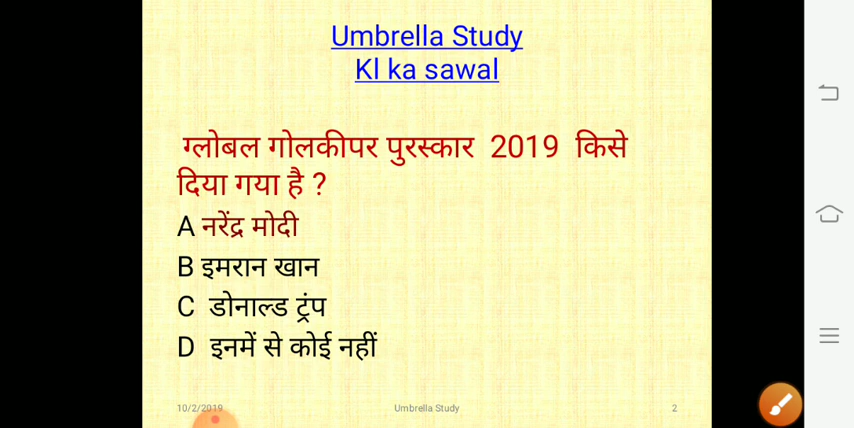 Umbrella Study
Kl ka sawal
ग्लोबल गोलकीपर पुरस्कार 2019 किसे
दिया गया है ?
A नरेंद्र मोदी
B इमरान खान
C डोनाल्ड ट्रंप
D इनमें से कोई नहीं
10/2/2019 Umbrella Study 2